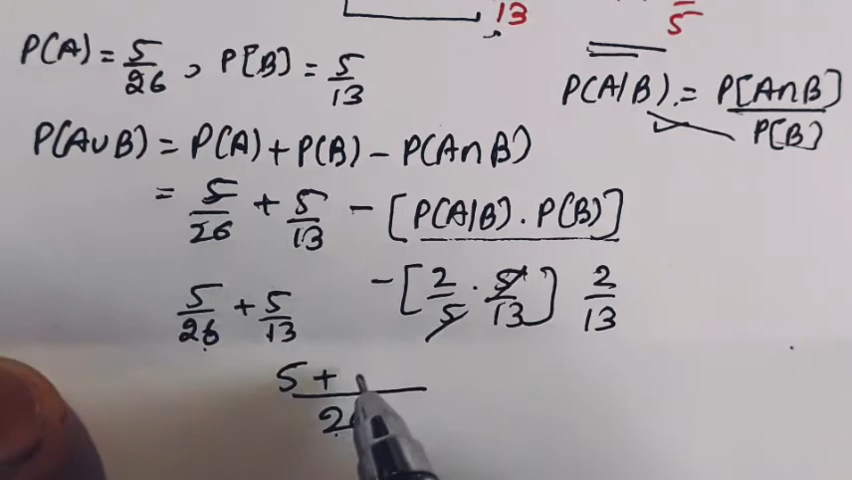 13
5
P(A) = 5/26 , P[B] = 5/13
P(A/B) = P[A∩B]/P[B]
P(A∪B) = P(A) + P(B) - P(A∩B)
= 5/26 + 5/13 - [P(A/B) . P(B)]
5/26 + 5/13 - [2/5 . 5/13] 2/13
5 +